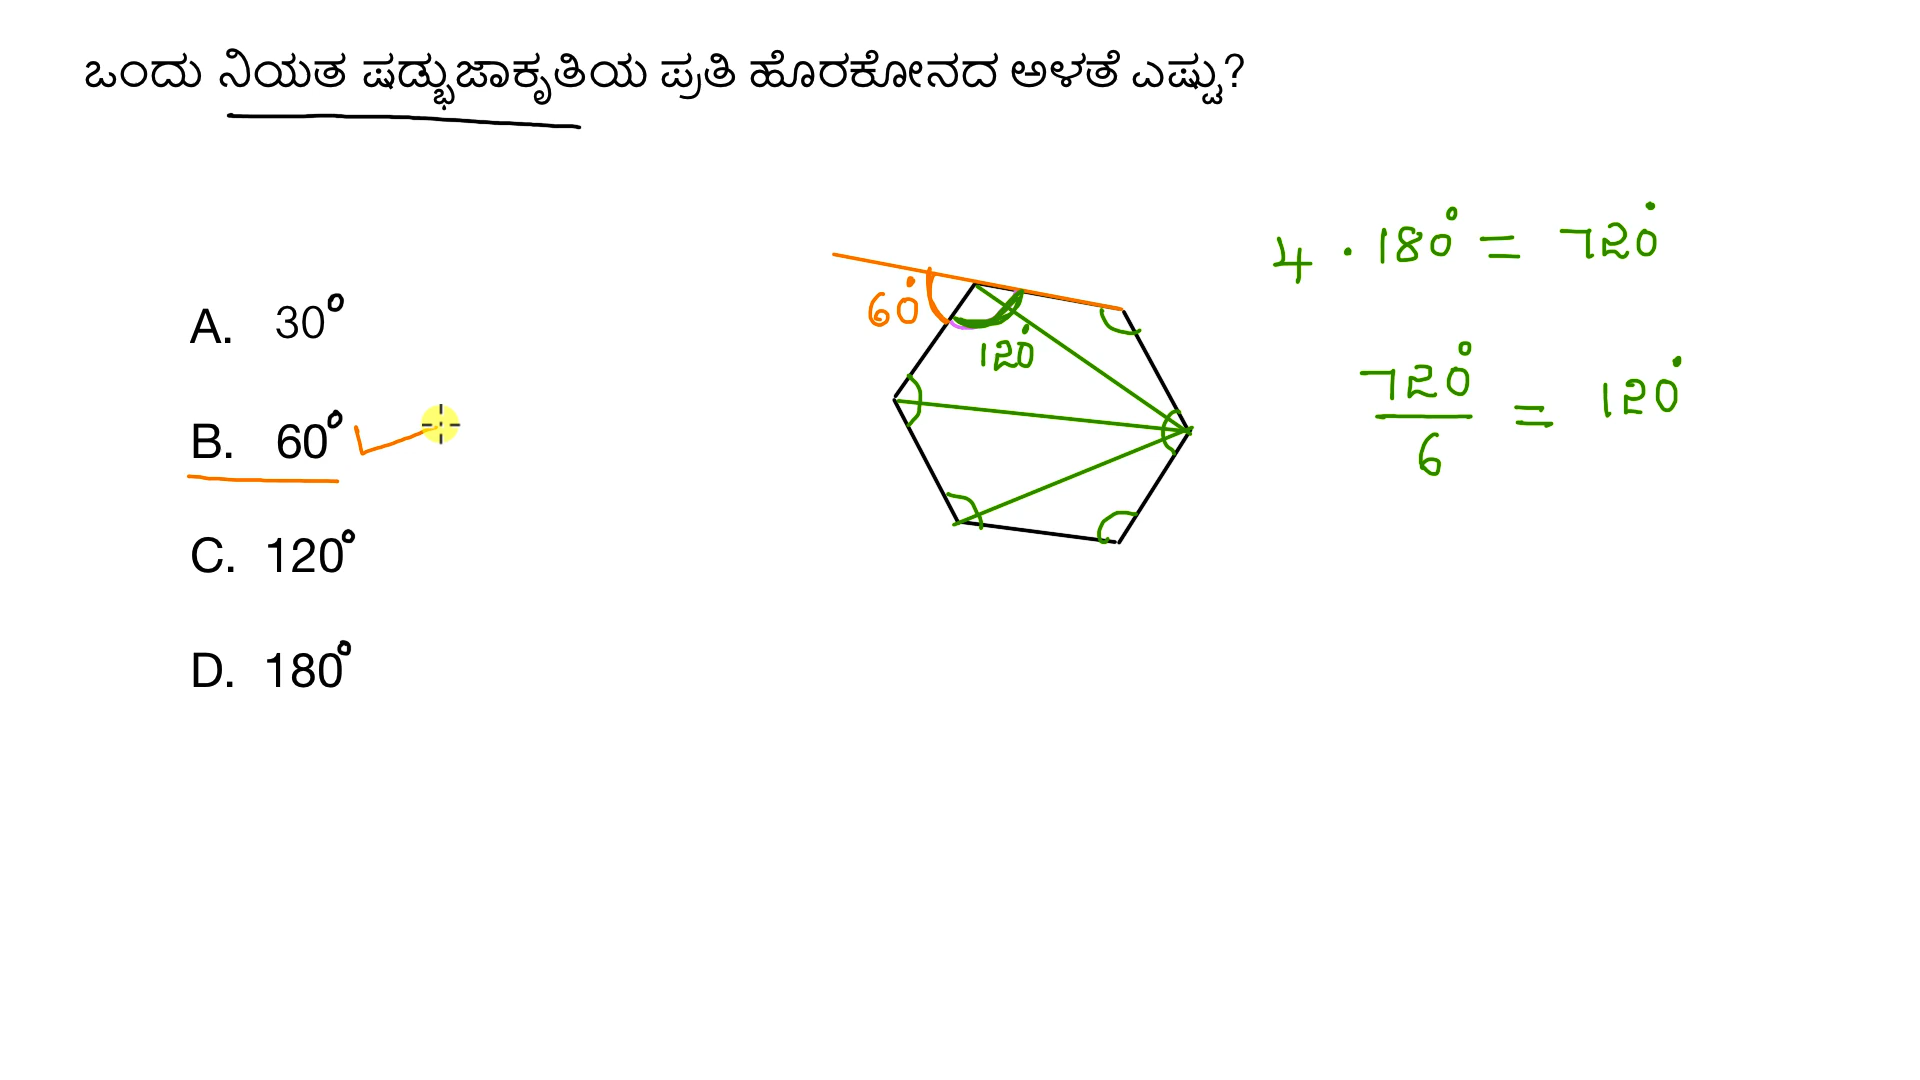 ಒಂದು ನಿಯತ ಷಡ್ಭುಜಾಕೃತಿಯ ಪ್ರತಿ ಹೊರಕೋನದ ಅಳತೆ ಎಷ್ಟು?
A. 30°
B. 60°
C. 120°
D. 180°
60°
120°
4 · 180° = 720°
720°/6 = 120°